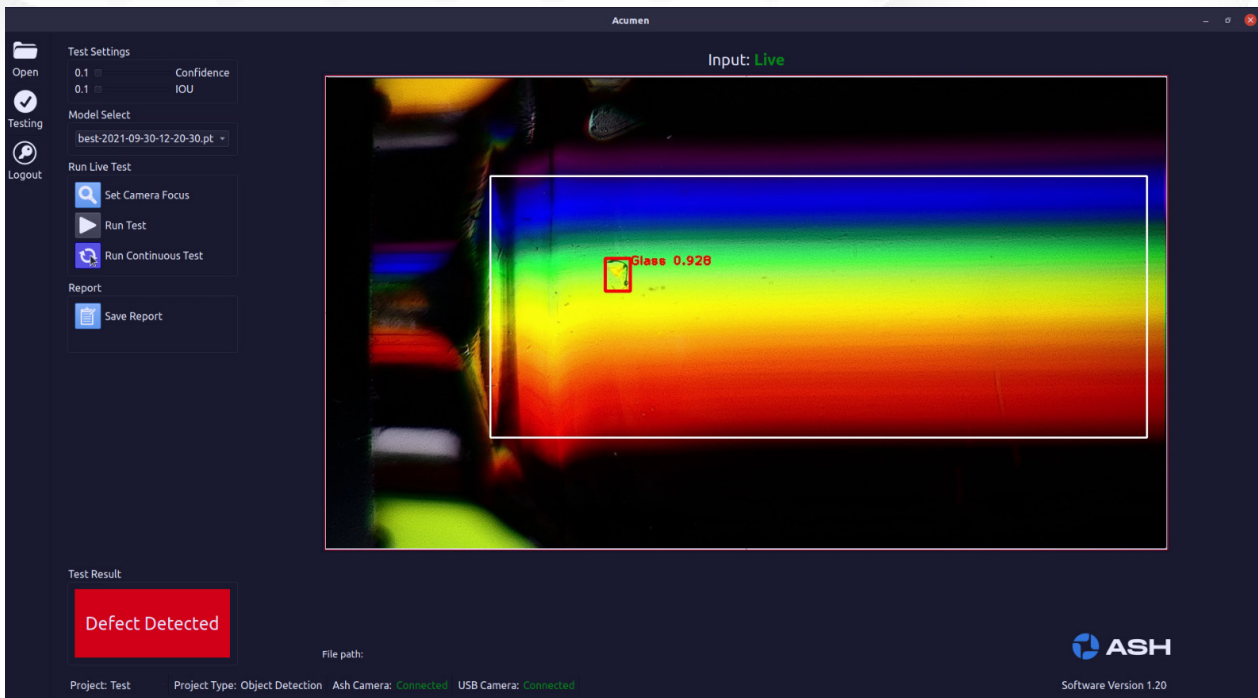 Acumen
Open
Testing
Logout
Test Settings
0.1 Confidence
0.1 IOU
Model Select
best-2021-09-30-12-20-30.pt
Run Live Test
Set Camera Focus
Run Test
Run Continuous Test
Report
Save Report
Input: Live
Glass 0.928
Test Result
Defect Detected
File path:
ASH
Project: Test Project Type: Object Detection Ash Camera: Connected USB Camera: Connected Software Version 1.20